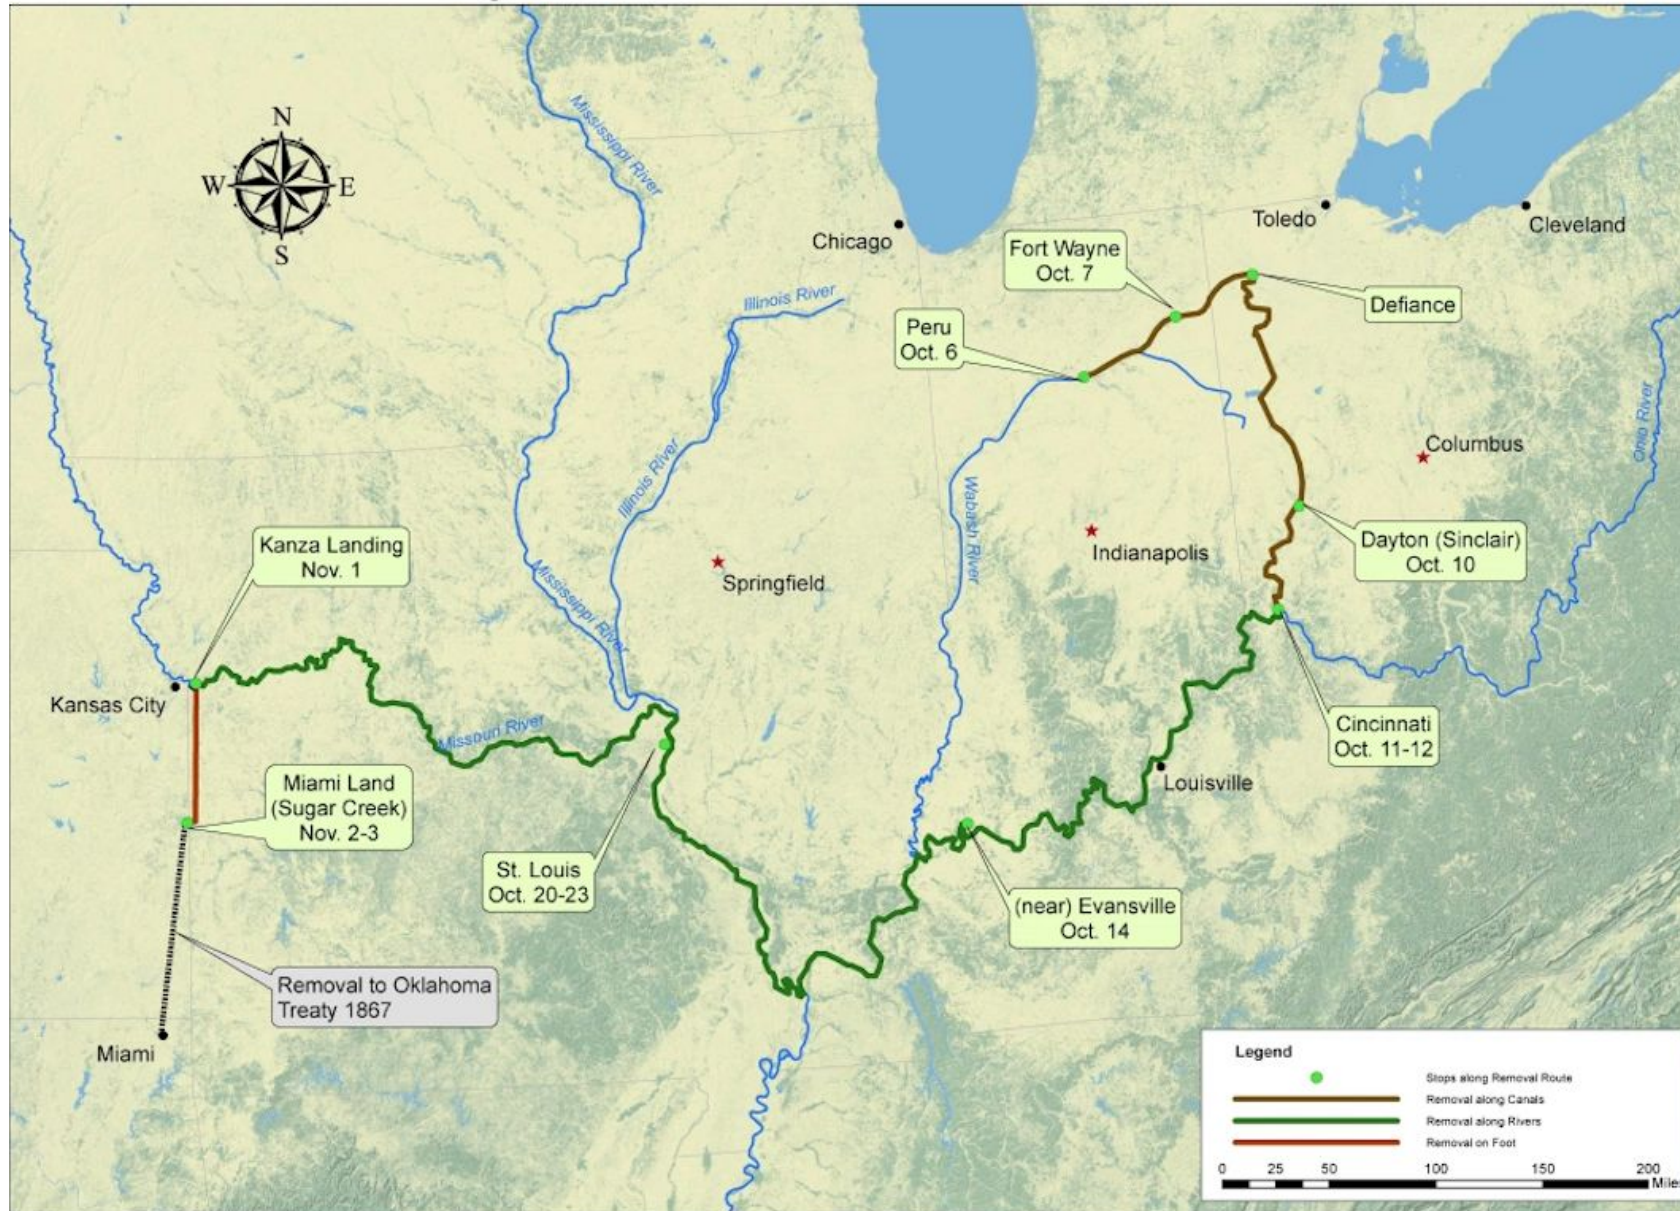 Mississippi River
N
W
E
S
Chicago
Toledo
Cleveland
Fort Wayne
Oct. 7
Defiance
Illinois River
Peru
Oct. 6
Columbus
Ohio River
Illinois River
Wabash River
Kanza Landing
Nov. 1
Indianapolis
Dayton (Sinclair)
Oct. 10
Springfield
Mississippi River
Kansas City
Missouri River
Cincinnati
Oct. 11-12
Louisville
Miami Land
(Sugar Creek)
Nov. 2-3
St. Louis
Oct. 20-23
(near) Evansville
Oct. 14
Removal to Oklahoma
Treaty 1867
Miami
Legend
Stops along Removal Route
Removal along Canals
Removal along Rivers
Removal on Foot
0 25 50 100 150 200
Miles